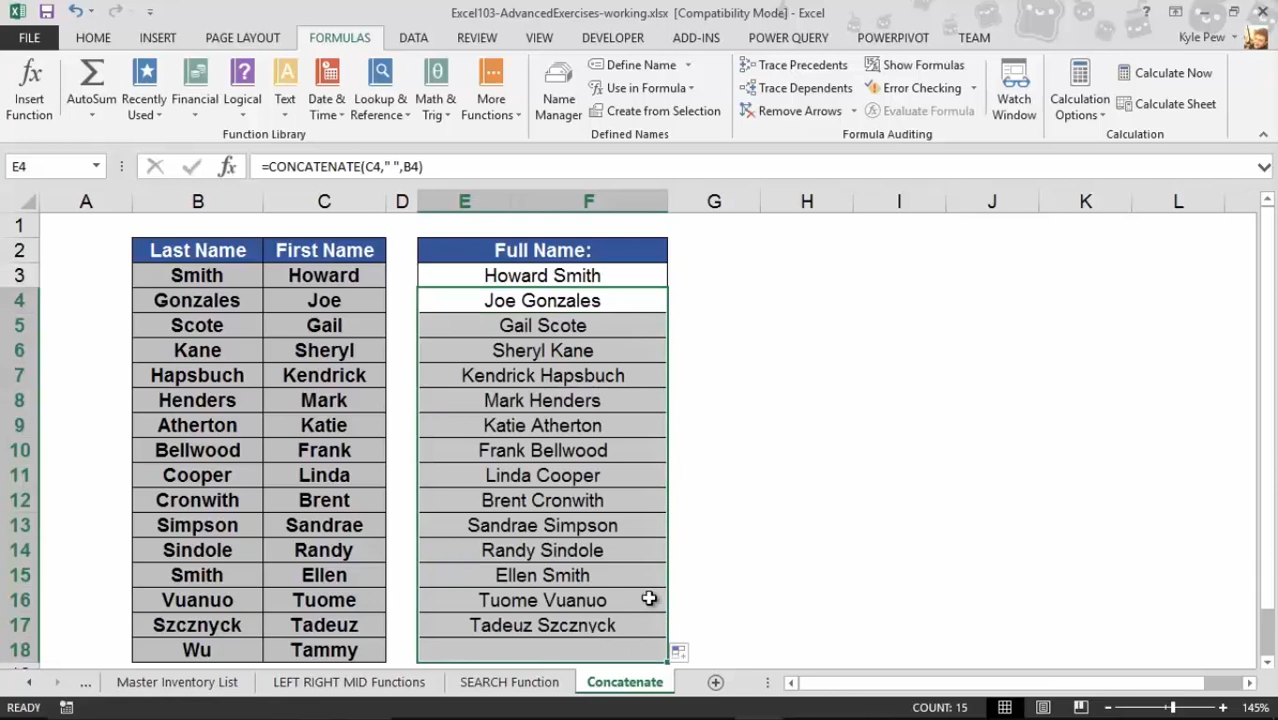 Excel103-AdvancedExercises-working.xlsx [Compatibility Mode] - Excel
FILE HOME INSERT PAGE LAYOUT FORMULAS DATA REVIEW VIEW DEVELOPER ADD-INS POWER QUERY POWERPIVOT TEAM Kyle Pew
Insert Function
AutoSum
Recently Used
Financial
Logical
Text
Date & Time
Lookup & Reference
Math & Trig
More Functions
Function Library
Name Manager
Define Name
Use in Formula
Create from Selection
Defined Names
Trace Precedents
Trace Dependents
Remove Arrows
Show Formulas
Error Checking
Evaluate Formula
Formula Auditing
Watch Window
Calculation Options
Calculate Now
Calculate Sheet
Calculation
E4 fx =CONCATENATE(C4," ",B4)
A B C D E F G H I J K L
1
2 Last Name First Name Full Name:
3 Smith Howard Howard Smith
4 Gonzales Joe Joe Gonzales
5 Scote Gail Gail Scote
6 Kane Sheryl Sheryl Kane
7 Hapsbuch Kendrick Kendrick Hapsbuch
8 Henders Mark Mark Henders
9 Atherton Katie Katie Atherton
10 Bellwood Frank Frank Bellwood
11 Cooper Linda Linda Cooper
12 Cronwith Brent Brent Cronwith
13 Simpson Sandrae Sandrae Simpson
14 Sindole Randy Randy Sindole
15 Smith Ellen Ellen Smith
16 Vuanuo Tuome Tuome Vuanuo
17 Szcznyck Tadeuz Tadeuz Szcznyck
18 Wu Tammy
... Master Inventory List LEFT RIGHT MID Functions SEARCH Function Concatenate
READY COUNT: 15 145%